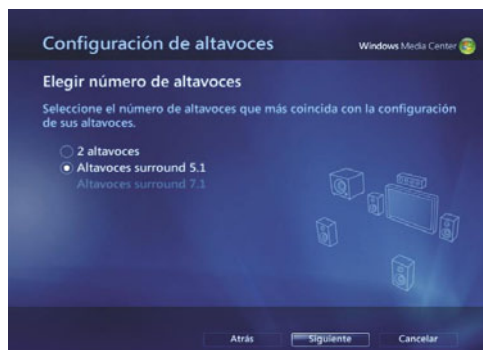 Configuración de altavoces
Windows Media Center
Elegir número de altavoces
Seleccione el número de altavoces que más coincida con la configuración
de sus altavoces.
2 altavoces
Altavoces surround 5.1
Altavoces surround 7.1
Atrás
Siguiente
Cancelar